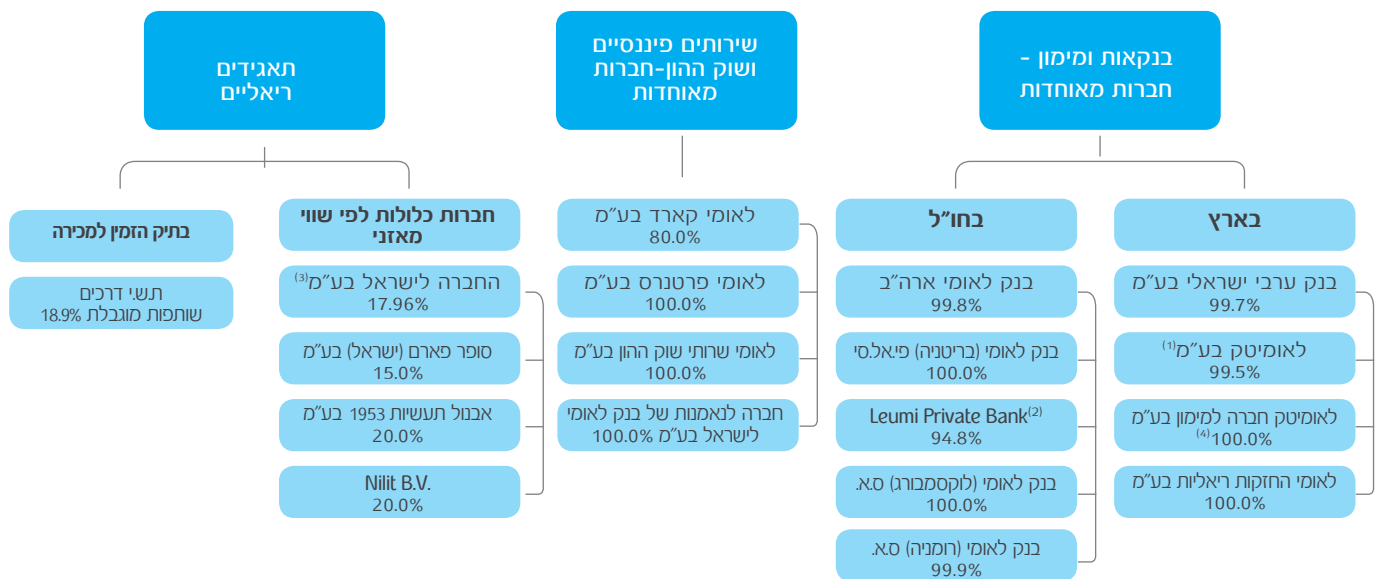 בנקאות ומימון -
חברות מאוחדות
בארץ
בנק ערבי ישראלי בע"מ
99.7%
לאומיטק בע"מ(1)
99.5%
לאומיטק חברה למימון בע"מ
100.0%(4)
לאומי החזקות ריאליות בע"מ
100.0%
בחו"ל
בנק לאומי ארה"ב
99.8%
בנק לאומי (בריטניה) פי.אל.סי
100.0%
Leumi Private Bank(2)
94.8%
בנק לאומי (לוקסמבורג) ס.א.
100.0%
בנק לאומי (רומניה) ס.א.
99.9%
שירותים פיננסיים
ושוק ההון-חברות
מאוחדות
לאומי קארד בע"מ
80.0%
לאומי פרטנרס בע"מ
100.0%
לאומי שרותי שוק ההון בע"מ
100.0%
חברה לנאמנות של בנק לאומי
לישראל בע"מ 100.0%
תאגידים
ריאליים
חברות כלולות לפי שווי
מאזני
החברה לישראל בע"מ(3)
17.96%
סופר פארם (ישראל) בע"מ
15.0%
אבגול תעשיות 1953 בע"מ
20.0%
Nilit B.V.
20.0%
בתיק הזמין למכירה
ת.ש.י דרכים
שותפות מוגבלת 18.9%